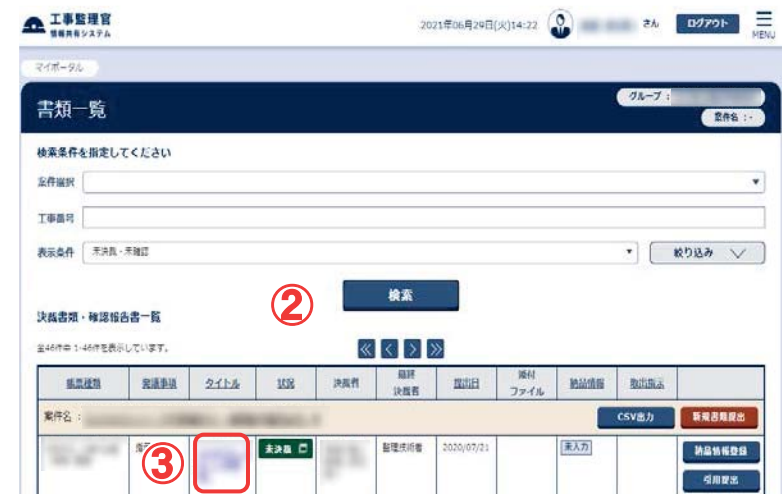 工事監理官
情報共有システム
2021年06月29日(火)14:22
さん
ログアウト
MENU
マイポータル
書類一覧
グループ：
案件名：-
検索条件を指定してください
案件選択
工事番号
表示条件 未決裁・未確認
絞り込み
② 検索
決裁書類・確認報告書一覧
全46件中 1-46件を表示しています。
≪ < > ≫
帳票種類 発議事項 タイトル 状況 決裁者 最終決裁者 提出日 添付ファイル 納品情報 取出指示
案件名：
CSV出力 新規書類提出
③ 未決裁 監理技術者 2020/07/21 未入力 納品情報登録
引用提出